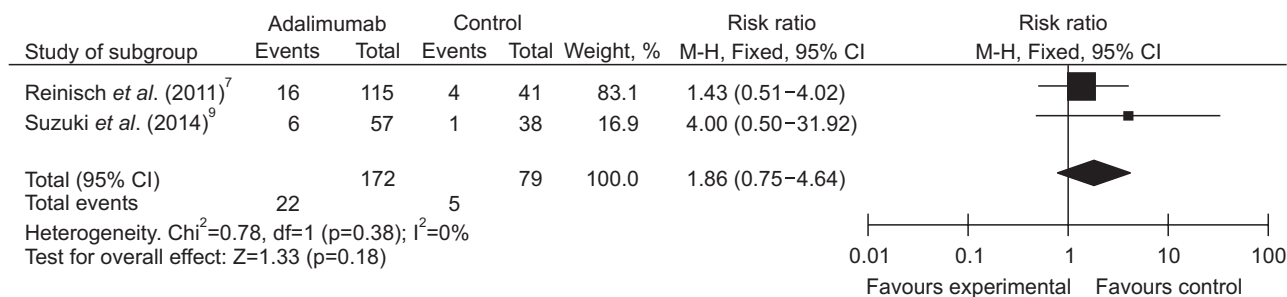 Adalimumab Control Risk ratio Risk ratio
Study of subgroup Events Total Events Total Weight, % M-H, Fixed, 95% CI M-H, Fixed, 95% CI
Reinisch et al. (2011)7 16 115 4 41 83.1 1.43 (0.51−4.02)
Suzuki et al. (2014)9 6 57 1 38 16.9 4.00 (0.50−31.92)
Total (95% CI) 172 79 100.0 1.86 (0.75−4.64)
Total events 22 5
Heterogeneity. Chi2=0.78, df=1 (p=0.38); I2=0%
Test for overall effect: Z=1.33 (p=0.18)
0.01 0.1 1 10 100
Favours experimental Favours control